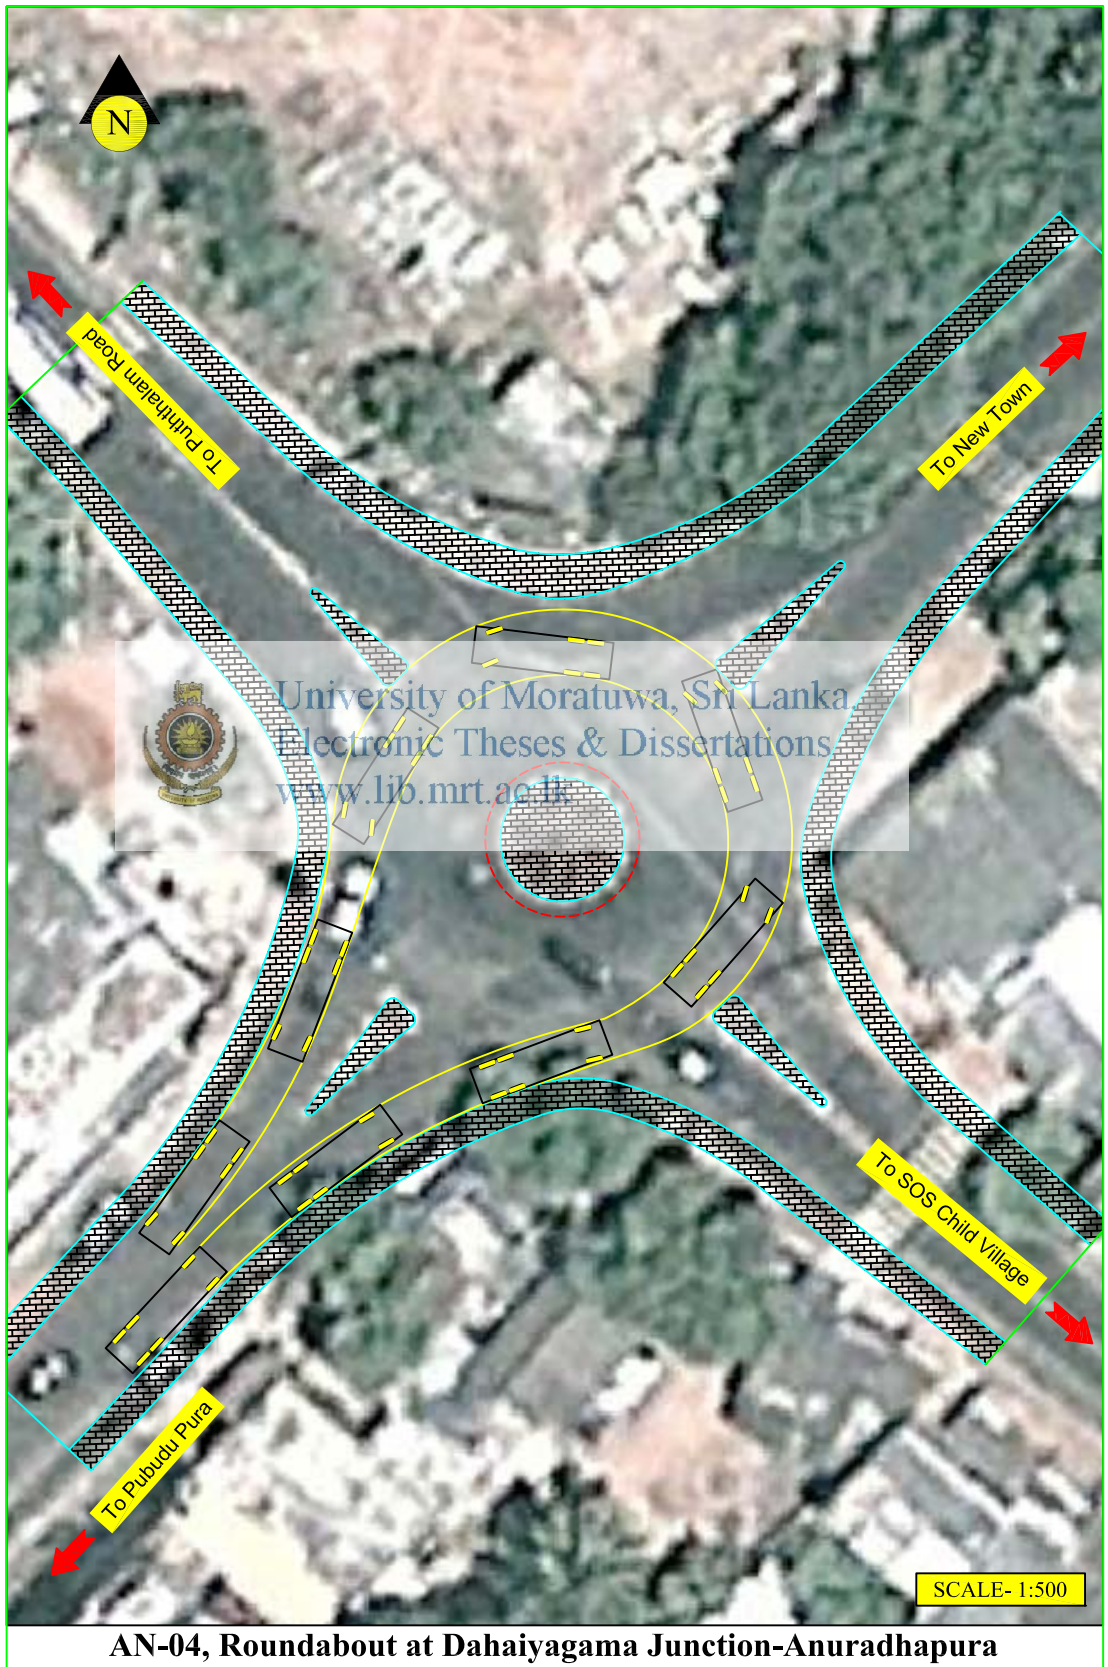 N
To Puththalam Road
To New Town
University of Moratuwa, Sri Lanka.
Electronic Theses & Dissertations
www.lib.mrt.ac.lk
To SOS Child Village
To Pubudu Pura
SCALE- 1:500
AN-04, Roundabout at Dahaiyagama Junction-Anuradhapura